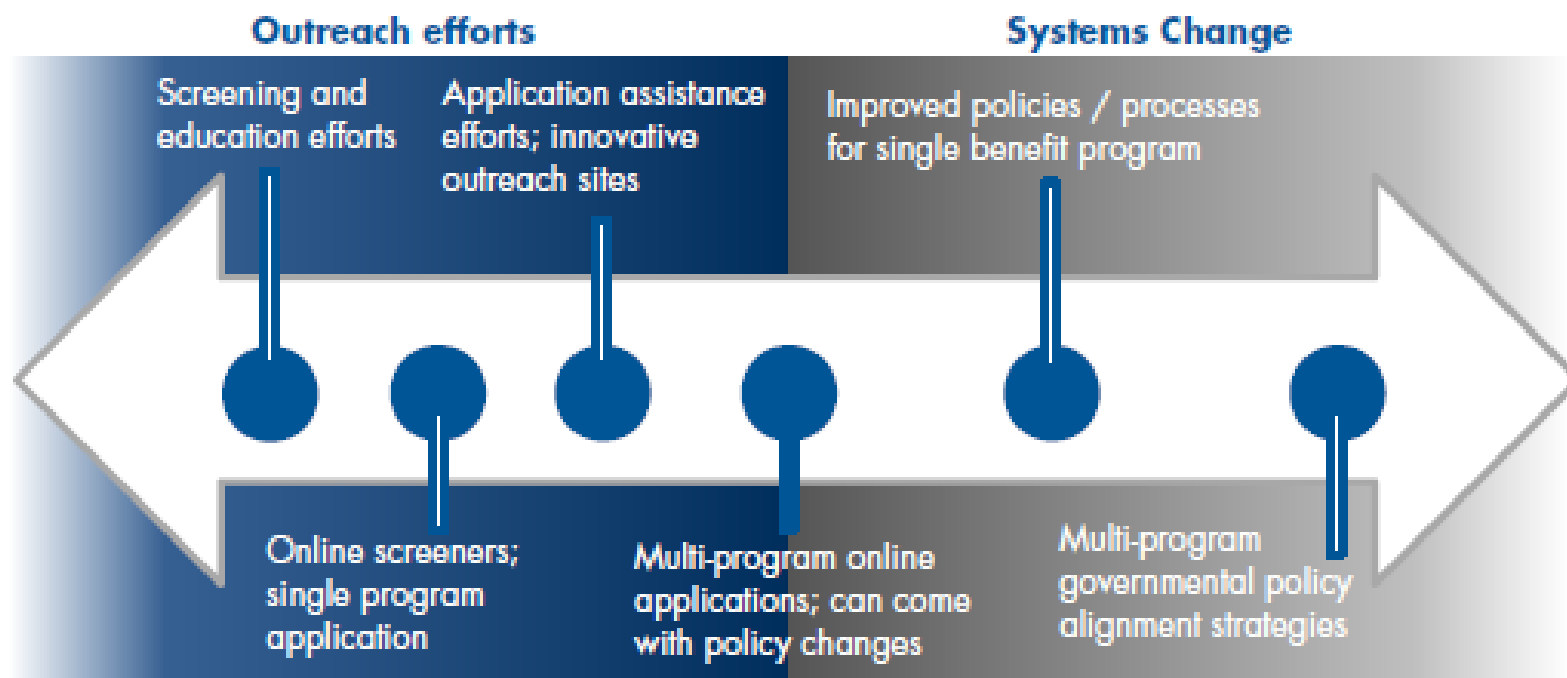 Outreach efforts
Systems Change
Screening and
education efforts
Application assistance
efforts; innovative
outreach sites
Improved policies / processes
for single benefit program
Online screeners;
single program
application
Multi-program online
applications; can come
with policy changes
Multi-program
governmental policy
alignment strategies